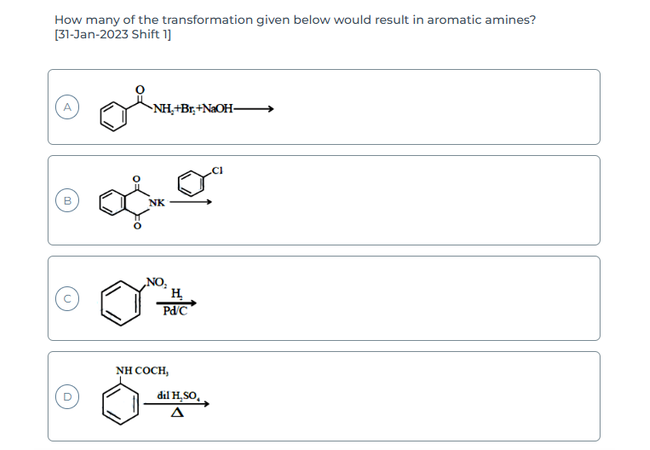 How many of the transformation given below would result in aromatic amines?
[31-Jan-2023 Shift 1]
A
O
NH₂+Br₂+NaOH
B
O
Cl
NK
O
C
NO₂
H₂
Pd/C
NH COCH₃
D
dil H₂SO₄
Δ